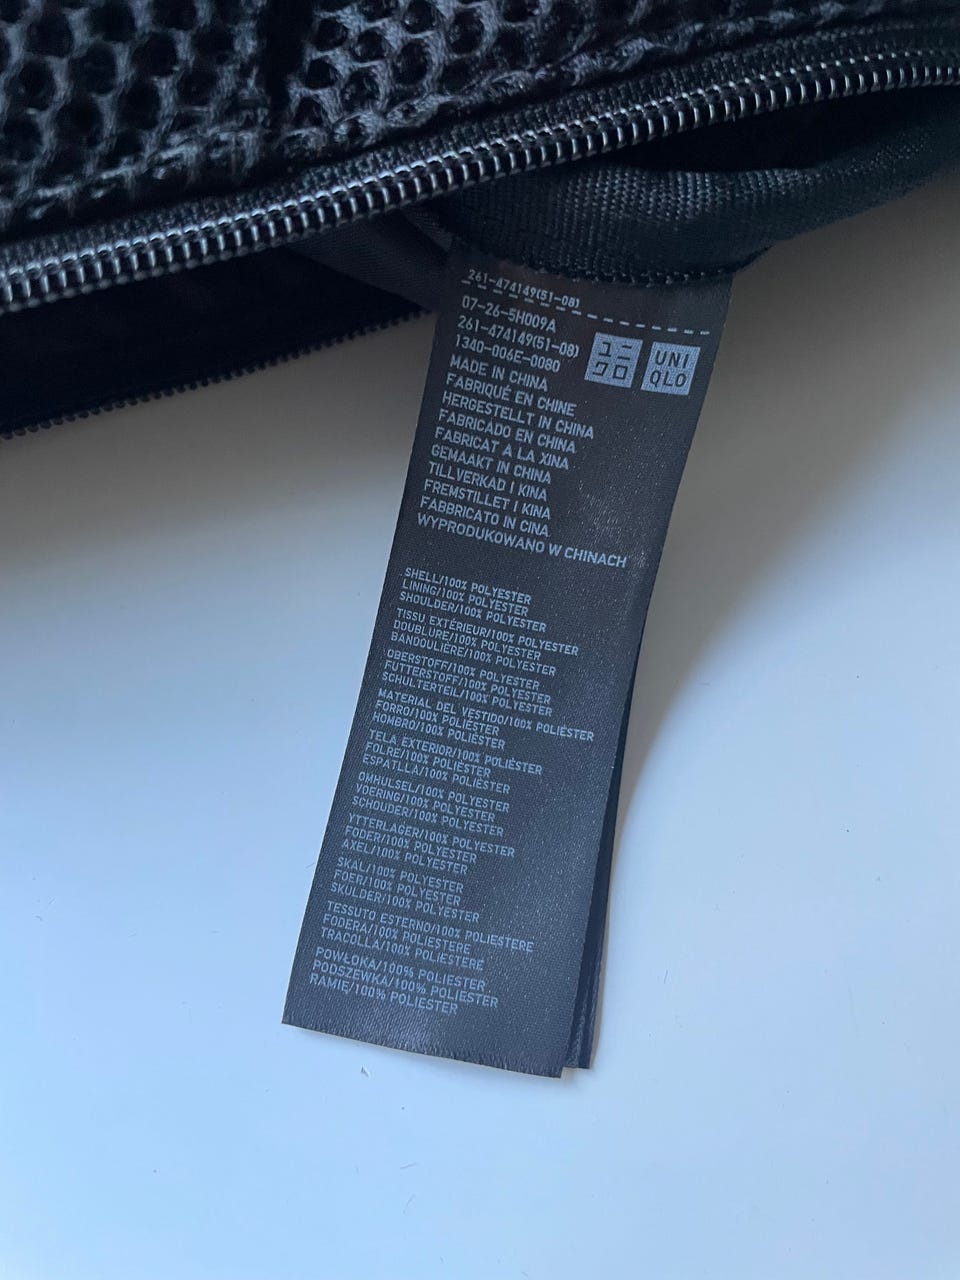 261-474149(51-08)
07-26-5H009A
261-474149(51-08)
1340-006E-0080
ユニ
クロ
UNI
QLO
MADE IN CHINA
FABRIQUÉ EN CHINE
HERGESTELLT IN CHINA
FABRICADO EN CHINA
FABRICAT A LA XINA
GEMAAKT IN CHINA
TILLVERKAD I KINA
FREMSTILLET I KINA
FABBRICATO IN CINA
WYPRODUKOWANO W CHINACH
SHELL/100% POLYESTER
LINING/100% POLYESTER
SHOULDER/100% POLYESTER
TISSU EXTÉRIEUR/100% POLYESTER
DOUBLURE/100% POLYESTER
BANDOULIÈRE/100% POLYESTER
OBERSTOFF/100% POLYESTER
FUTTERSTOFF/100% POLYESTER
SCHULTERTEIL/100% POLYESTER
MATERIAL DEL VESTIDO/100% POLIÉSTER
FORRO/100% POLIÉSTER
HOMBRO/100% POLIÉSTER
TELA EXTERIOR/100% POLIÈSTER
FOLRE/100% POLIÈSTER
ESPATLLA/100% POLIÈSTER
OMHULSEL/100% POLYESTER
VOERING/100% POLYESTER
SCHOUDER/100% POLYESTER
YTTERLAGER/100% POLYESTER
FODER/100% POLYESTER
AXEL/100% POLYESTER
SKAL/100% POLYESTER
FOER/100% POLYESTER
SKULDER/100% POLYESTER
TESSUTO ESTERNO/100% POLIESTERE
FODERA/100% POLIESTERE
TRACOLLA/100% POLIESTERE
POWŁOKA/100% POLIESTER
PODSZEWKA/100% POLIESTER
RAMIĘ/100% POLIESTER